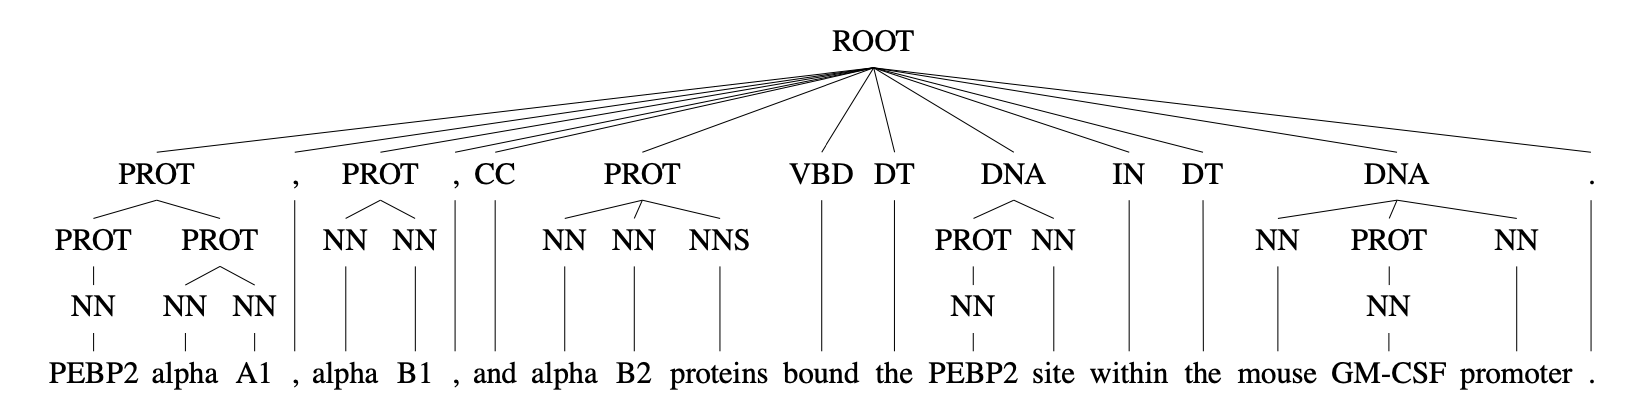 ROOT
PROT , PROT , CC PROT VBD DT DNA IN DT DNA .
PROT PROT NN NN NN NN NNS PROT NN NN PROT NN
NN NN NN NN NN
PEBP2 alpha A1 , alpha B1 , and alpha B2 proteins bound the PEBP2 site within the mouse GM-CSF promoter .